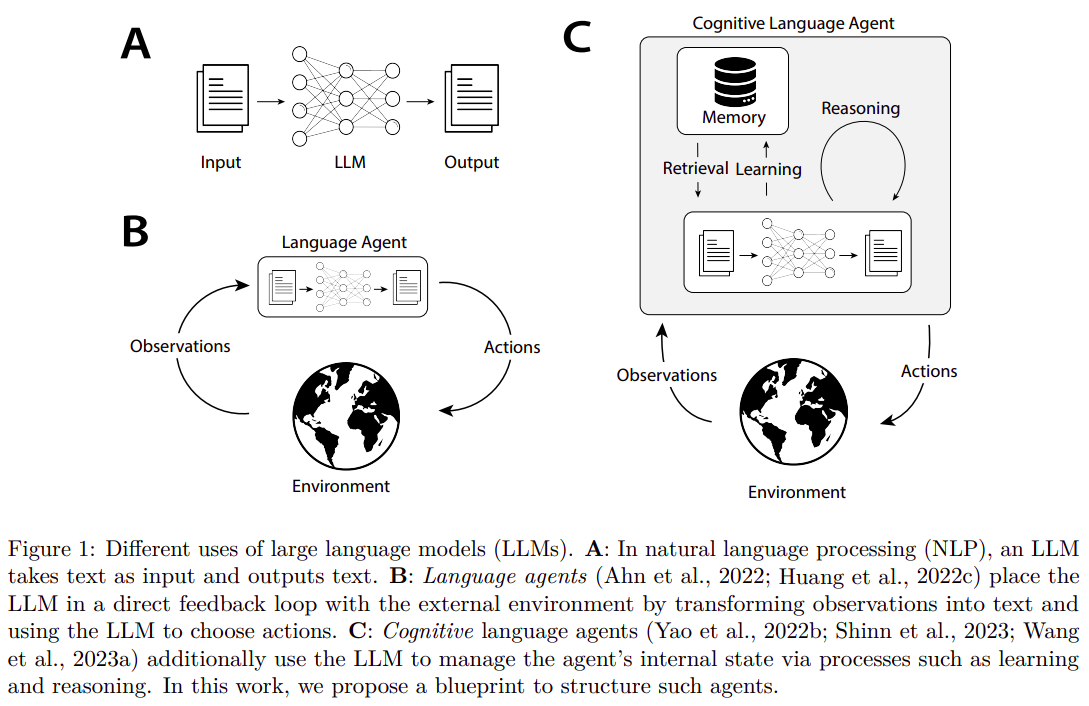 A
Input
LLM
Output
B
Language Agent
Observations
Actions
Environment
C
Cognitive Language Agent
Memory
Retrieval
Learning
Reasoning
Observations
Actions
Environment
Figure 1: Different uses of large language models (LLMs). A: In natural language processing (NLP), an LLM
takes text as input and outputs text. B: Language agents (Ahn et al., 2022; Huang et al., 2022c) place the
LLM in a direct feedback loop with the external environment by transforming observations into text and
using the LLM to choose actions. C: Cognitive language agents (Yao et al., 2022b; Shinn et al., 2023; Wang
et al., 2023a) additionally use the LLM to manage the agent's internal state via processes such as learning
and reasoning. In this work, we propose a blueprint to structure such agents.